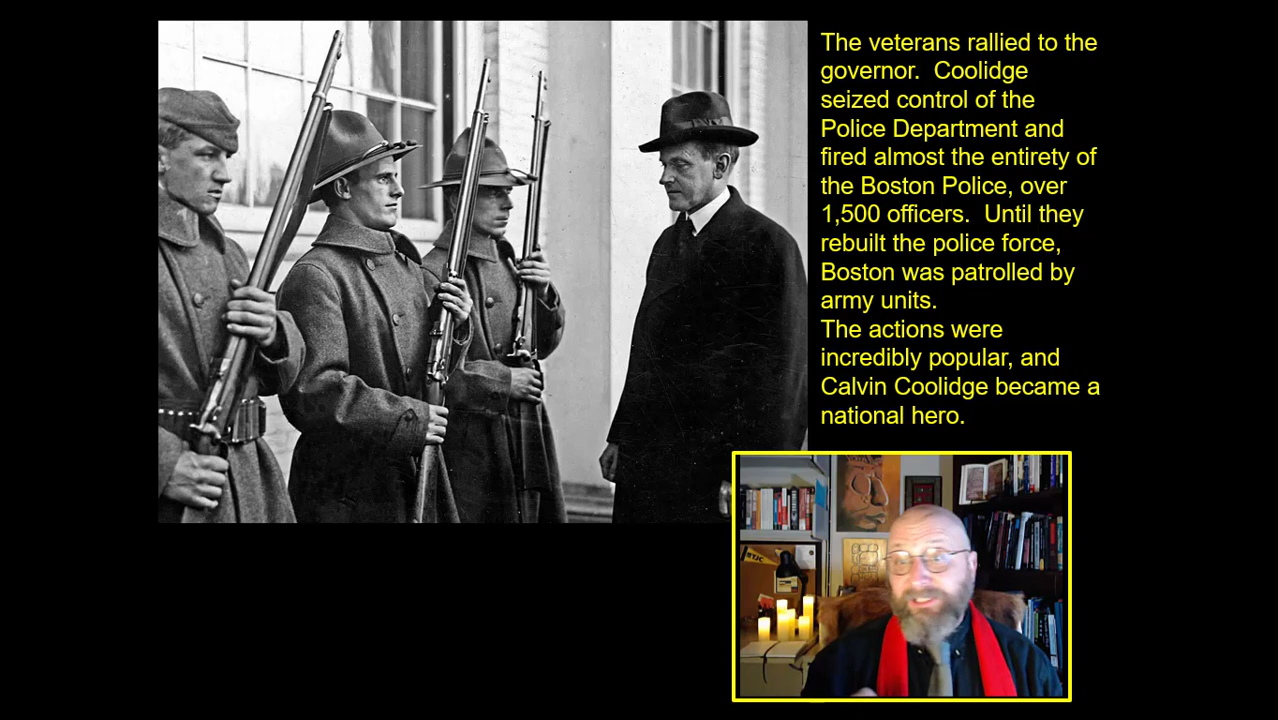 The veterans rallied to the
governor.  Coolidge
seized control of the
Police Department and
fired almost the entirety of
the Boston Police, over
1,500 officers.  Until they
rebuilt the police force,
Boston was patrolled by
army units.
The actions were
incredibly popular, and
Calvin Coolidge became a
national hero.